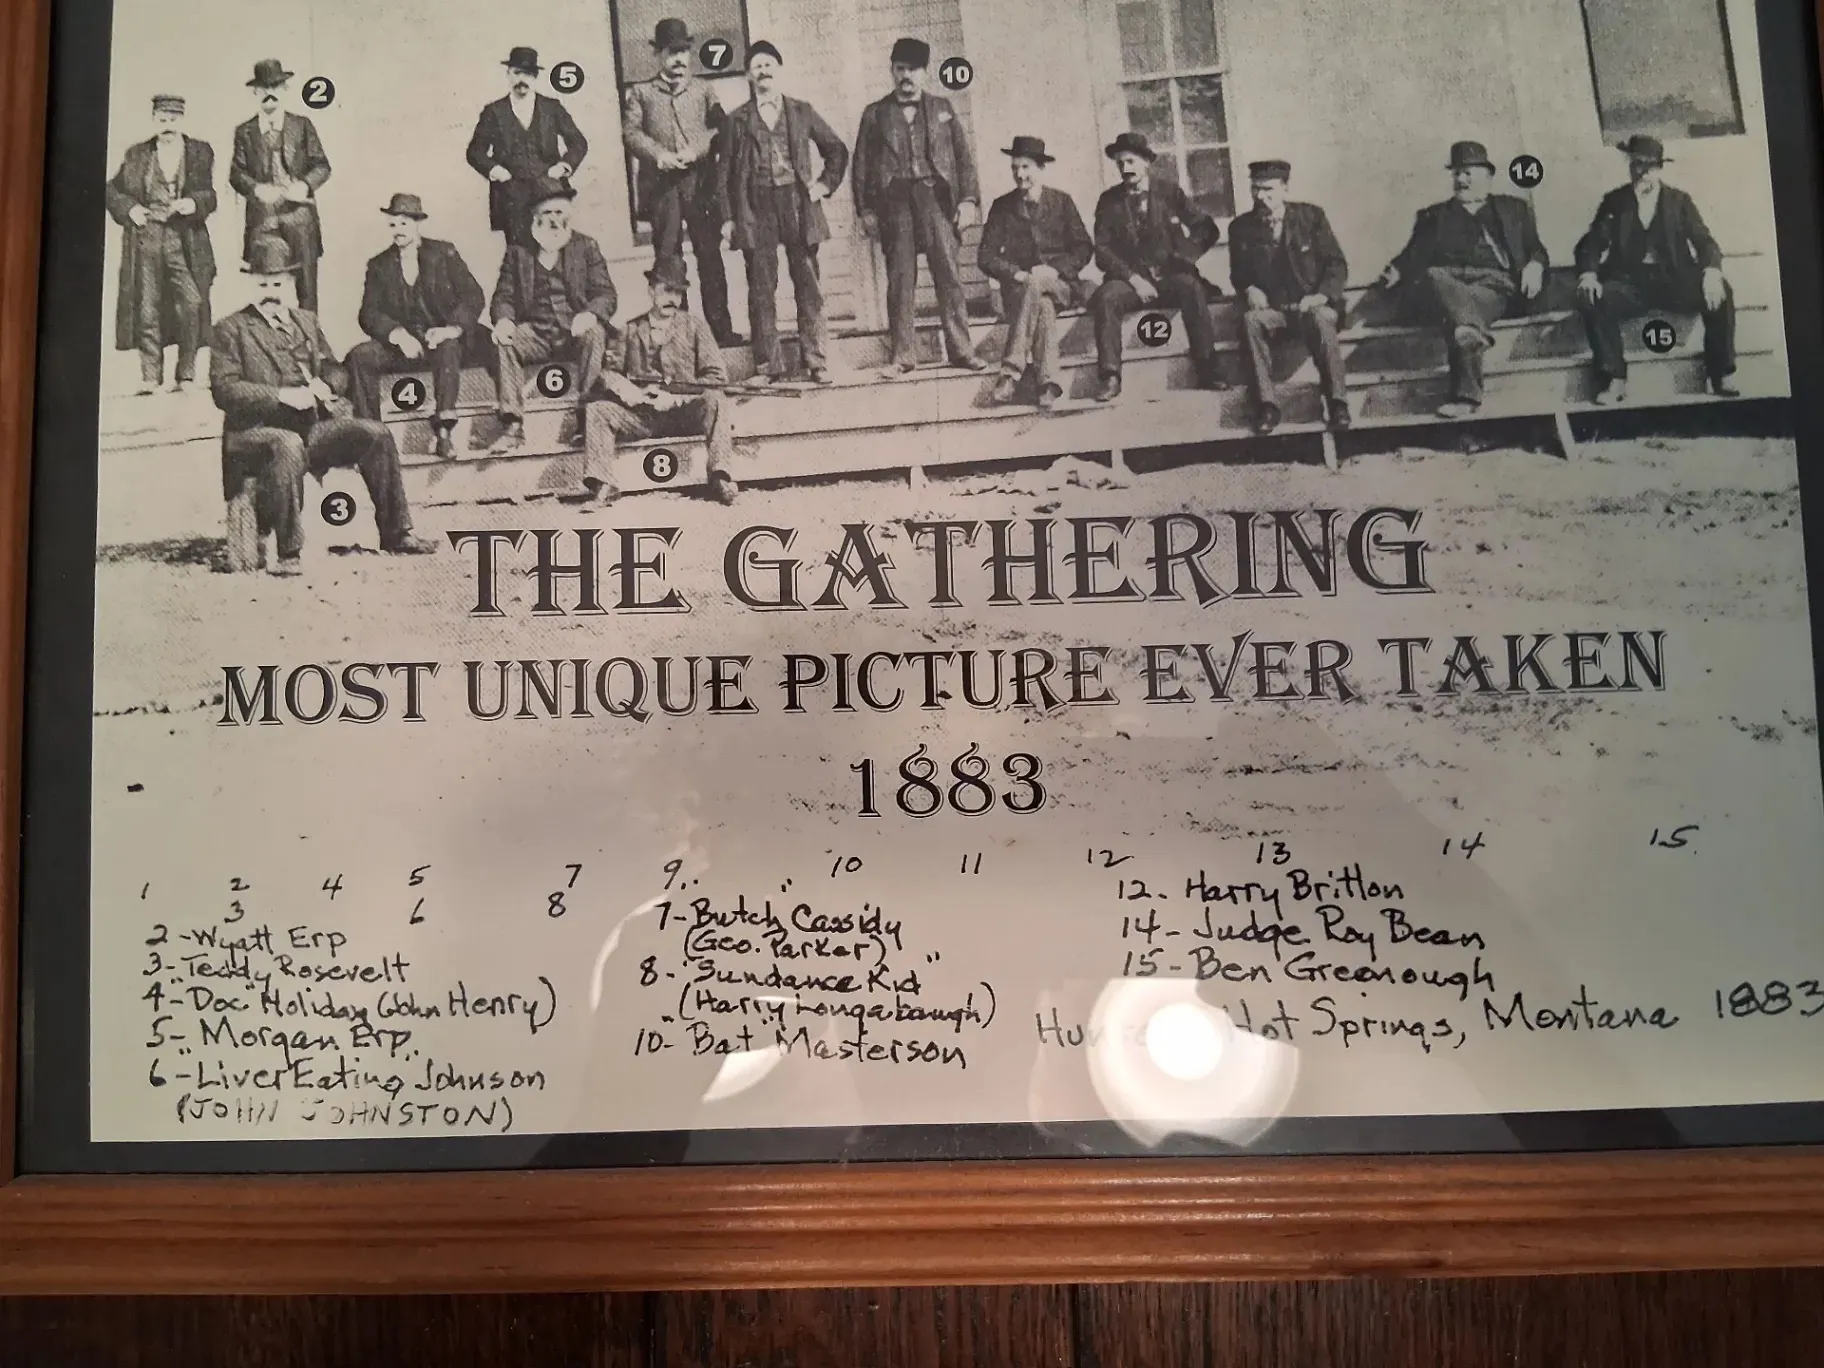 2
5
7
10
14
12
15
4
6
8
3
THE GATHERING
MOST UNIQUE PICTURE EVER TAKEN
1883
1 2 4 5 7 9 10 11 12 13 14 15
3 6 8
2-Wyatt Erp
3-Teddy Rosevelt
4-"Doc" Holiday (John Henry)
5- Morgan Erp
6-"Liver Eating" Johnson
(JOHN JOHNSTON)
7-Butch Cassidy
(Geo. Parker)
8-"Sundance Kid"
(Harry Longabaugh)
10-"Bat" Masterson
12- Harry Britton
14- Judge Roy Bean
15- Ben Greenough
Hot Springs, Montana 1883